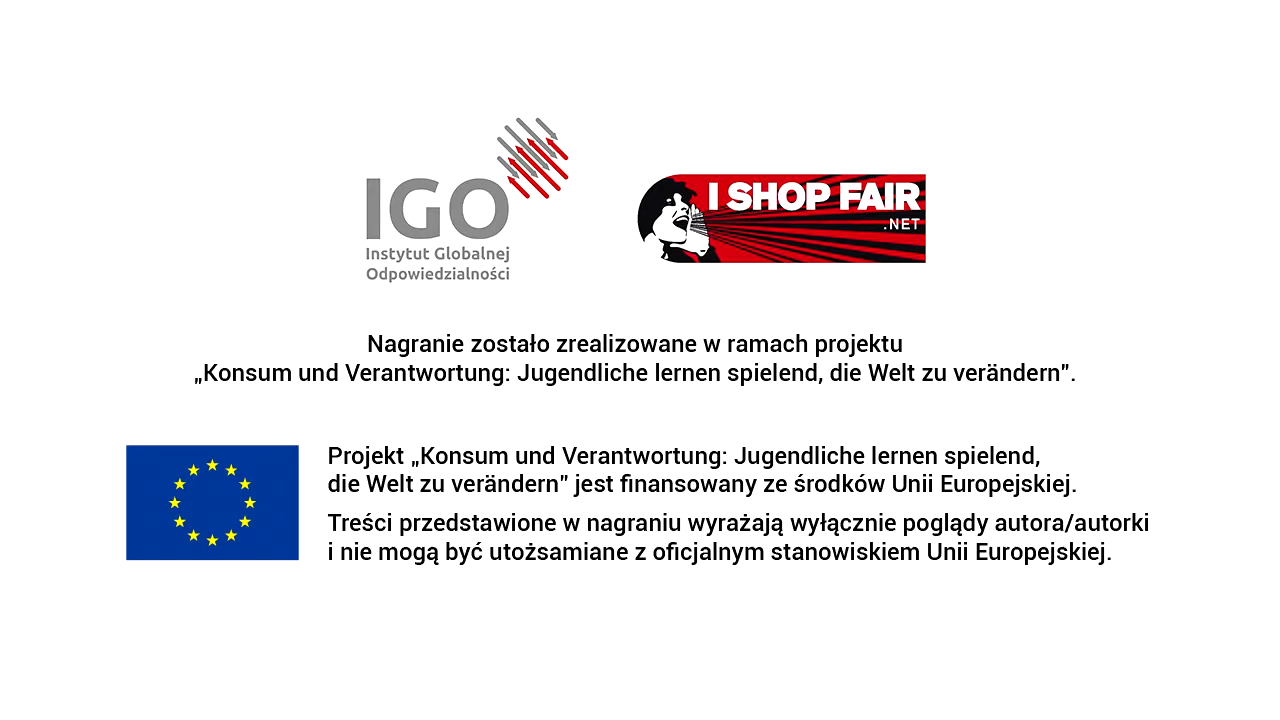 IGO
Instytut Globalnej
Odpowiedzialności
I SHOP FAIR
.NET
Nagranie zostało zrealizowane w ramach projektu
„Konsum und Verantwortung: Jugendliche lernen spielend, die Welt zu verändern”.
Projekt „Konsum und Verantwortung: Jugendliche lernen spielend,
die Welt zu verändern” jest finansowany ze środków Unii Europejskiej.
Treści przedstawione w nagraniu wyrażają wyłącznie poglądy autora/autorki
i nie mogą być utożsamiane z oficjalnym stanowiskiem Unii Europejskiej.